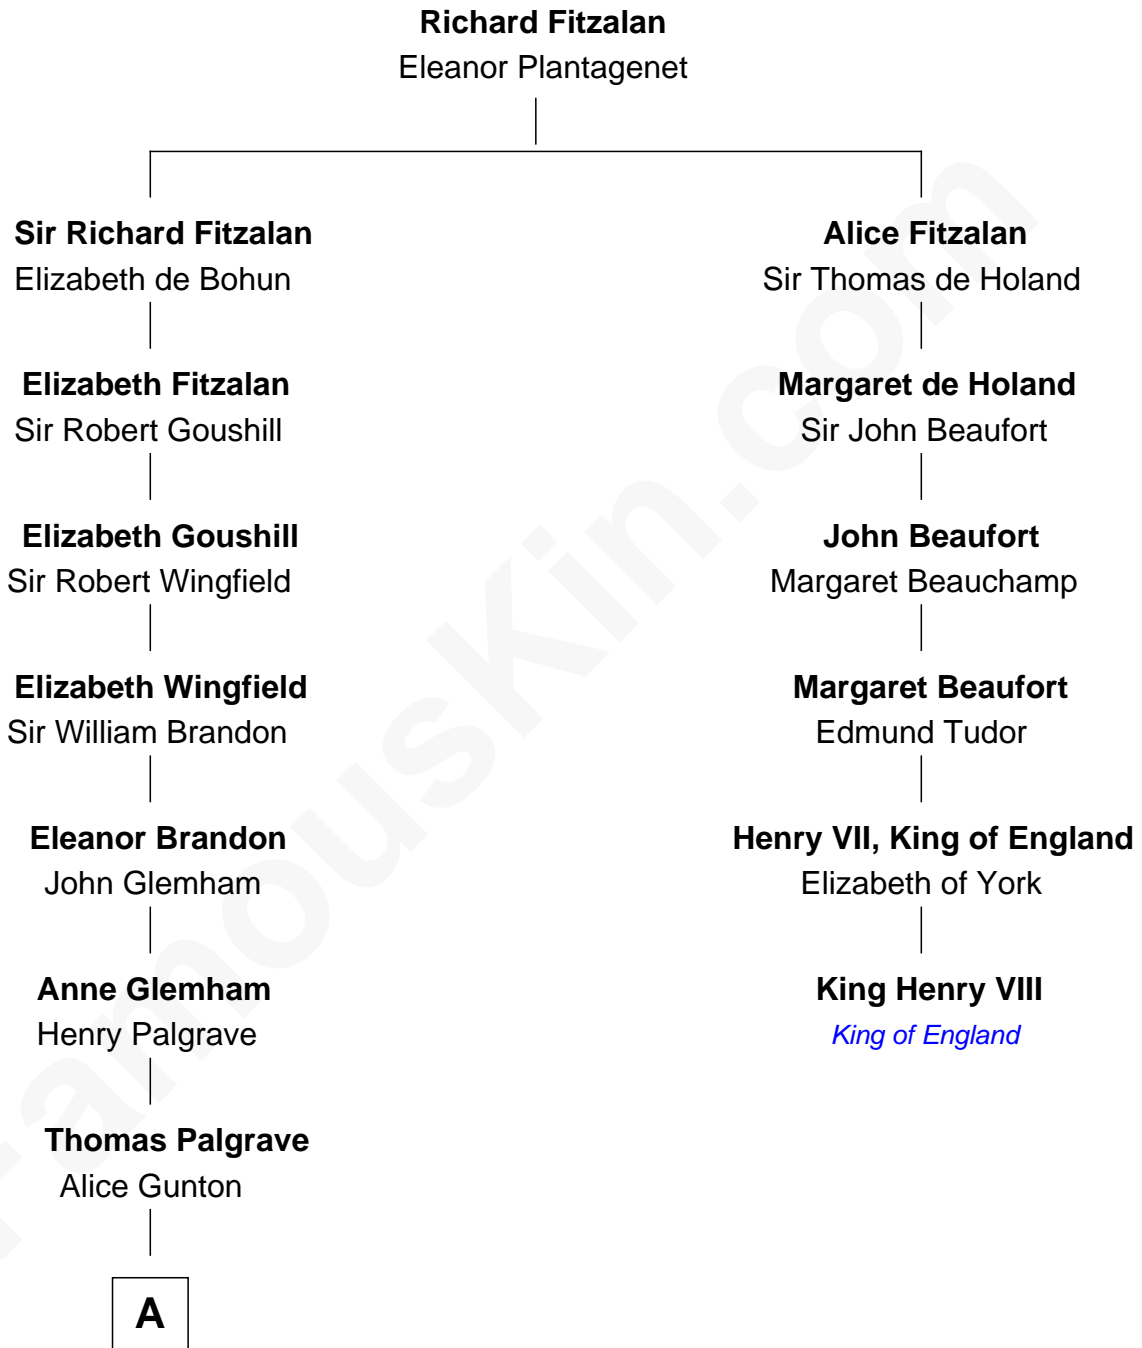 Richard Fitzalan
Eleanor Plantagenet
Sir Richard Fitzalan
Elizabeth de Bohun
Elizabeth Fitzalan
Sir Robert Goushill
Elizabeth Goushill
Sir Robert Wingfield
Elizabeth Wingfield
Sir William Brandon
Eleanor Brandon
John Glemham
Anne Glemham
Henry Palgrave
Thomas Palgrave
Alice Gunton
A
Alice Fitzalan
Sir Thomas de Holand
Margaret de Holand
Sir John Beaufort
John Beaufort
Margaret Beauchamp
Margaret Beaufort
Edmund Tudor
Henry VII, King of England
Elizabeth of York
King Henry VIII
King of England
FamousKin.com